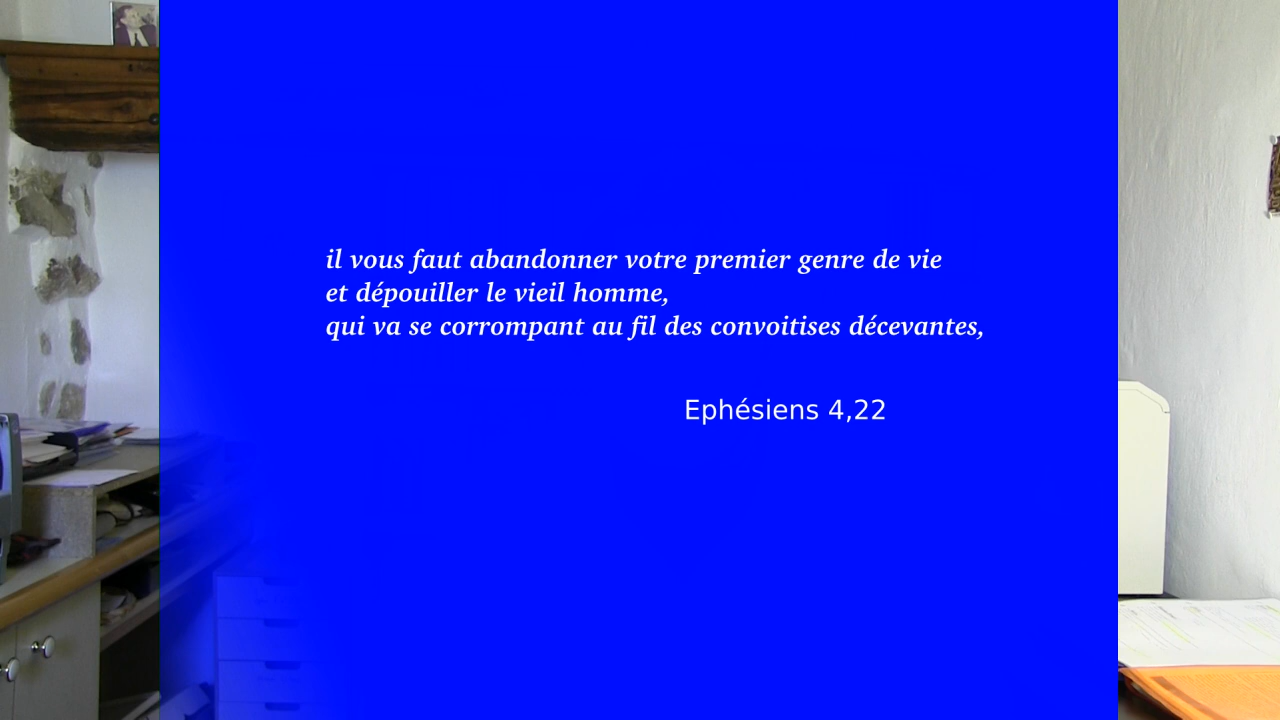 il vous faut abandonner votre premier genre de vie
et dépouiller le vieil homme,
qui va se corrompant au fil des convoitises décevantes,
Ephésiens 4,22